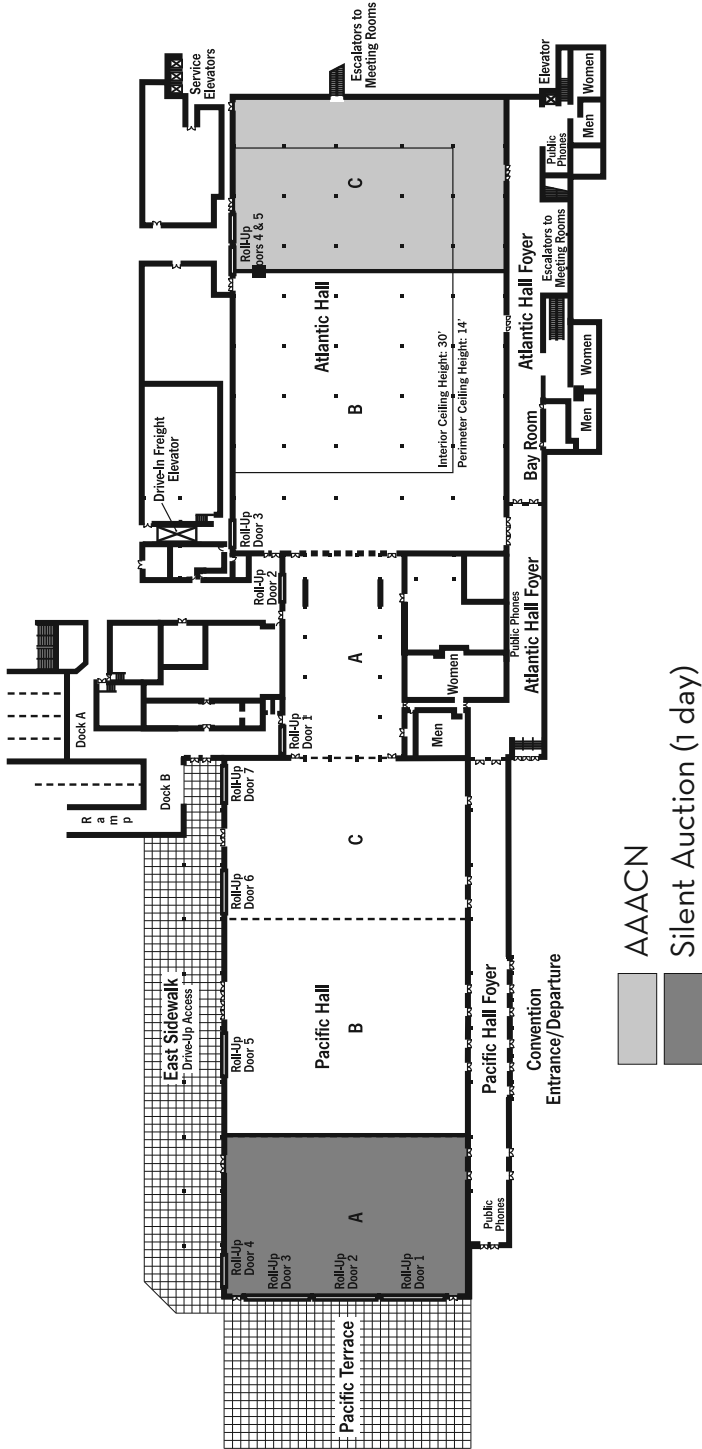 Service
Elevators
Escalators to
Meeting Rooms
Elevator
Women
Men
Public
Phones
Roll-Up
Doors 4 & 5
C
Atlantic Hall
Interior Ceiling Height: 30'
Perimeter Ceiling Height: 14'
B
Atlantic Hall Foyer
Escalators to
Meeting Rooms
Women
Men
Bay Room
Drive-In Freight
Elevator
Roll-Up
Door 3
Roll-Up
Door 2
A
Public Phones
Atlantic Hall Foyer
Women
Men
Roll-Up
Door 1
Dock A
Dock B
Ramp
Roll-Up
Door 7
Roll-Up
Door 6
C
East Sidewalk
Drive-Up Access
Roll-Up
Door 5
Pacific Hall
B
Pacific Hall Foyer
Convention
Entrance/Departure
Public
Phones
A
Roll-Up
Door 4
Roll-Up
Door 3
Roll-Up
Door 2
Roll-Up
Door 1
Pacific Terrace
AAACN
Silent Auction (1 day)